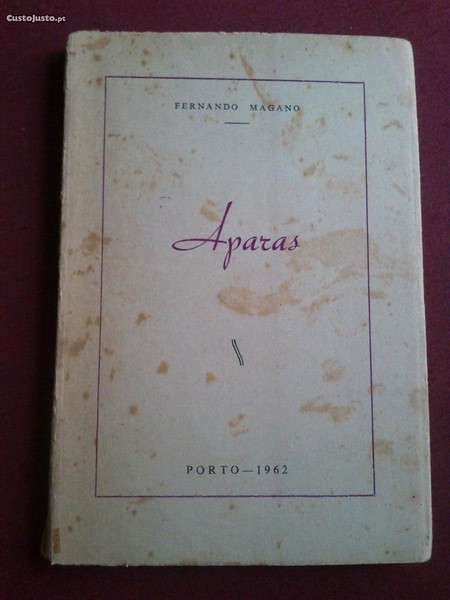 CustoJusto.pt
FERNANDO MAGANO
Aparas
PORTO — 1962